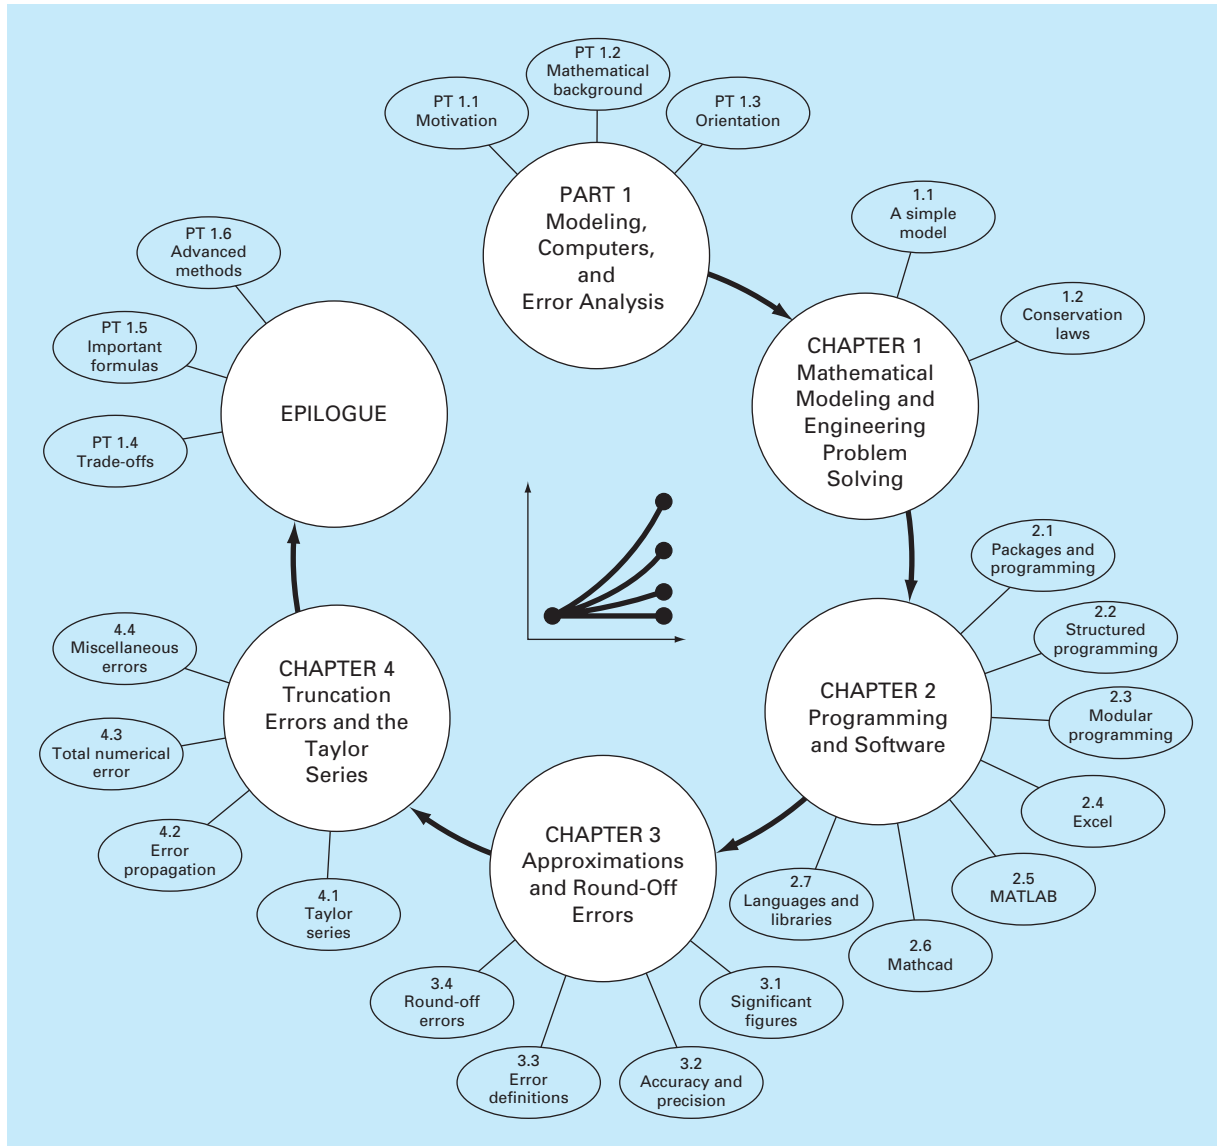 PT 1.1
Motivation
PT 1.2
Mathematical
background
PT 1.3
Orientation
PART 1
Modeling,
Computers,
and
Error Analysis
1.1
A simple
model
1.2
Conservation
laws
CHAPTER 1
Mathematical
Modeling and
Engineering
Problem
Solving
2.1
Packages and
programming
2.2
Structured
programming
2.3
Modular
programming
2.4
Excel
2.5
MATLAB
2.6
Mathcad
2.7
Languages and
libraries
CHAPTER 2
Programming
and Software
3.1
Significant
figures
3.2
Accuracy and
precision
3.3
Error
definitions
3.4
Round-off
errors
CHAPTER 3
Approximations
and Round-Off
Errors
4.1
Taylor
series
4.2
Error
propagation
4.3
Total numerical
error
4.4
Miscellaneous
errors
CHAPTER 4
Truncation
Errors and the
Taylor
Series
PT 1.4
Trade-offs
PT 1.5
Important
formulas
PT 1.6
Advanced
methods
EPILOGUE